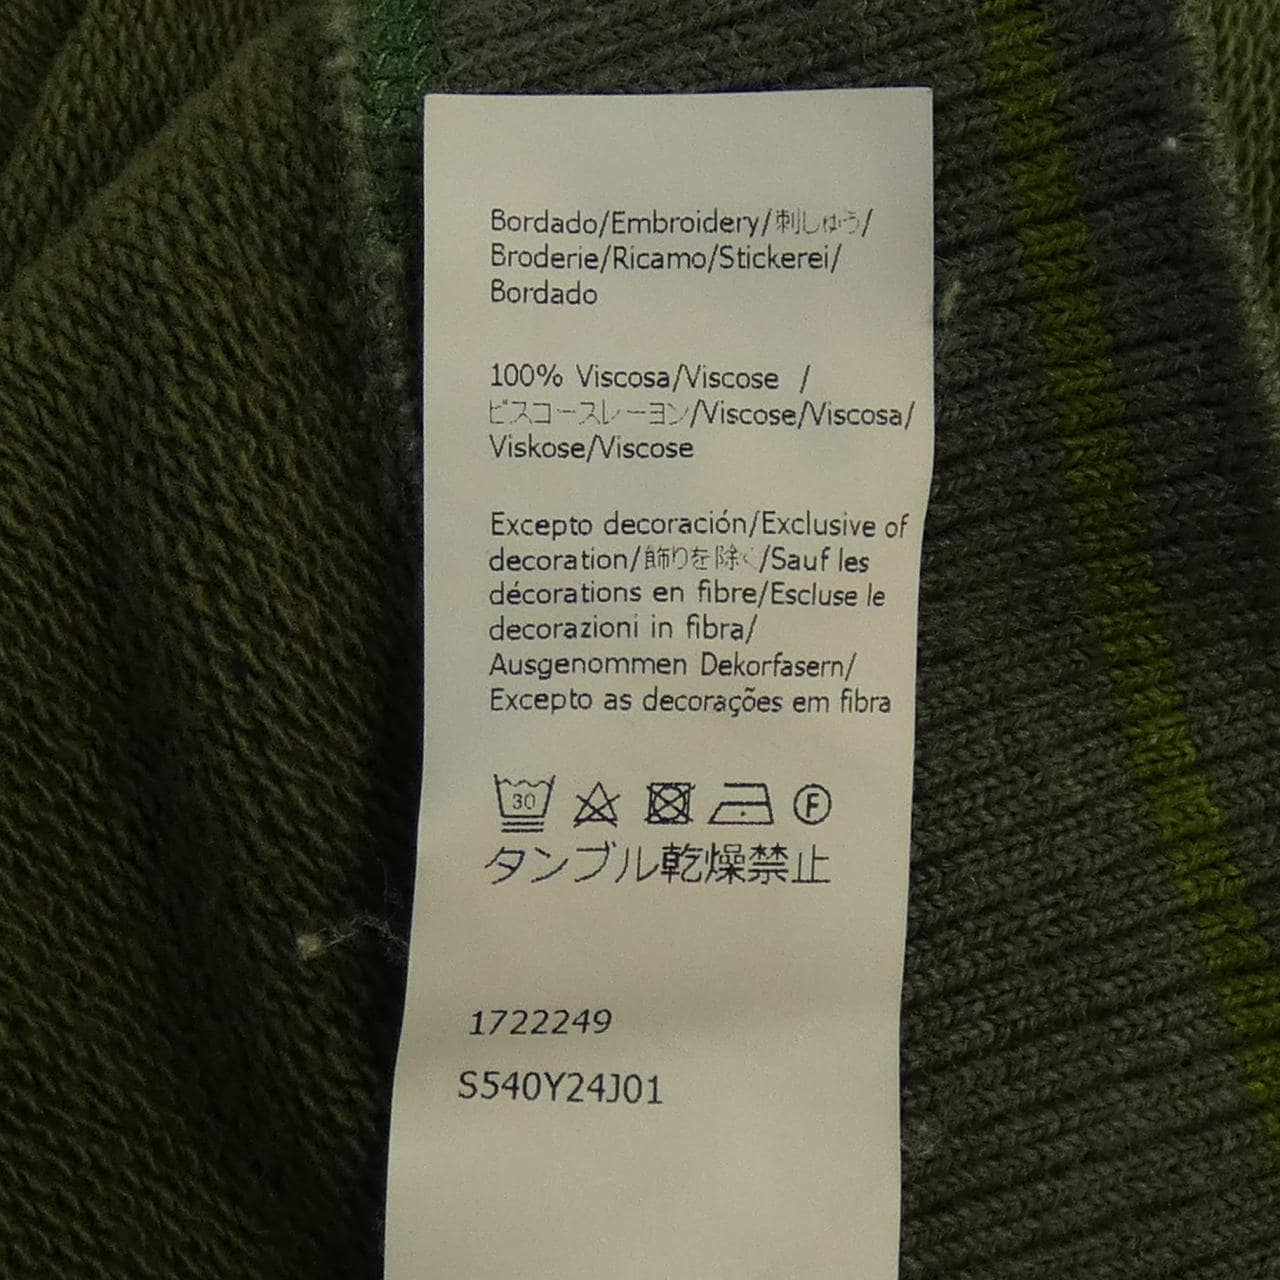 Bordado/Embroidery/刺しゅう/
Broderie/Ricamo/Stickerei/
Bordado
100% Viscosa/Viscose /
ビスコースレーヨン/Viscose/Viscosa/
Viskose/Viscose
Excepto decoración/Exclusive of
decoration/飾りを除く/Sauf les
décorations en fibre/Escluse le
decorazioni in fibra/
Ausgenommen Dekorfasern/
Excepto as decorações em fibra
30 F
タンブル乾燥禁止
1722249
S540Y24J01